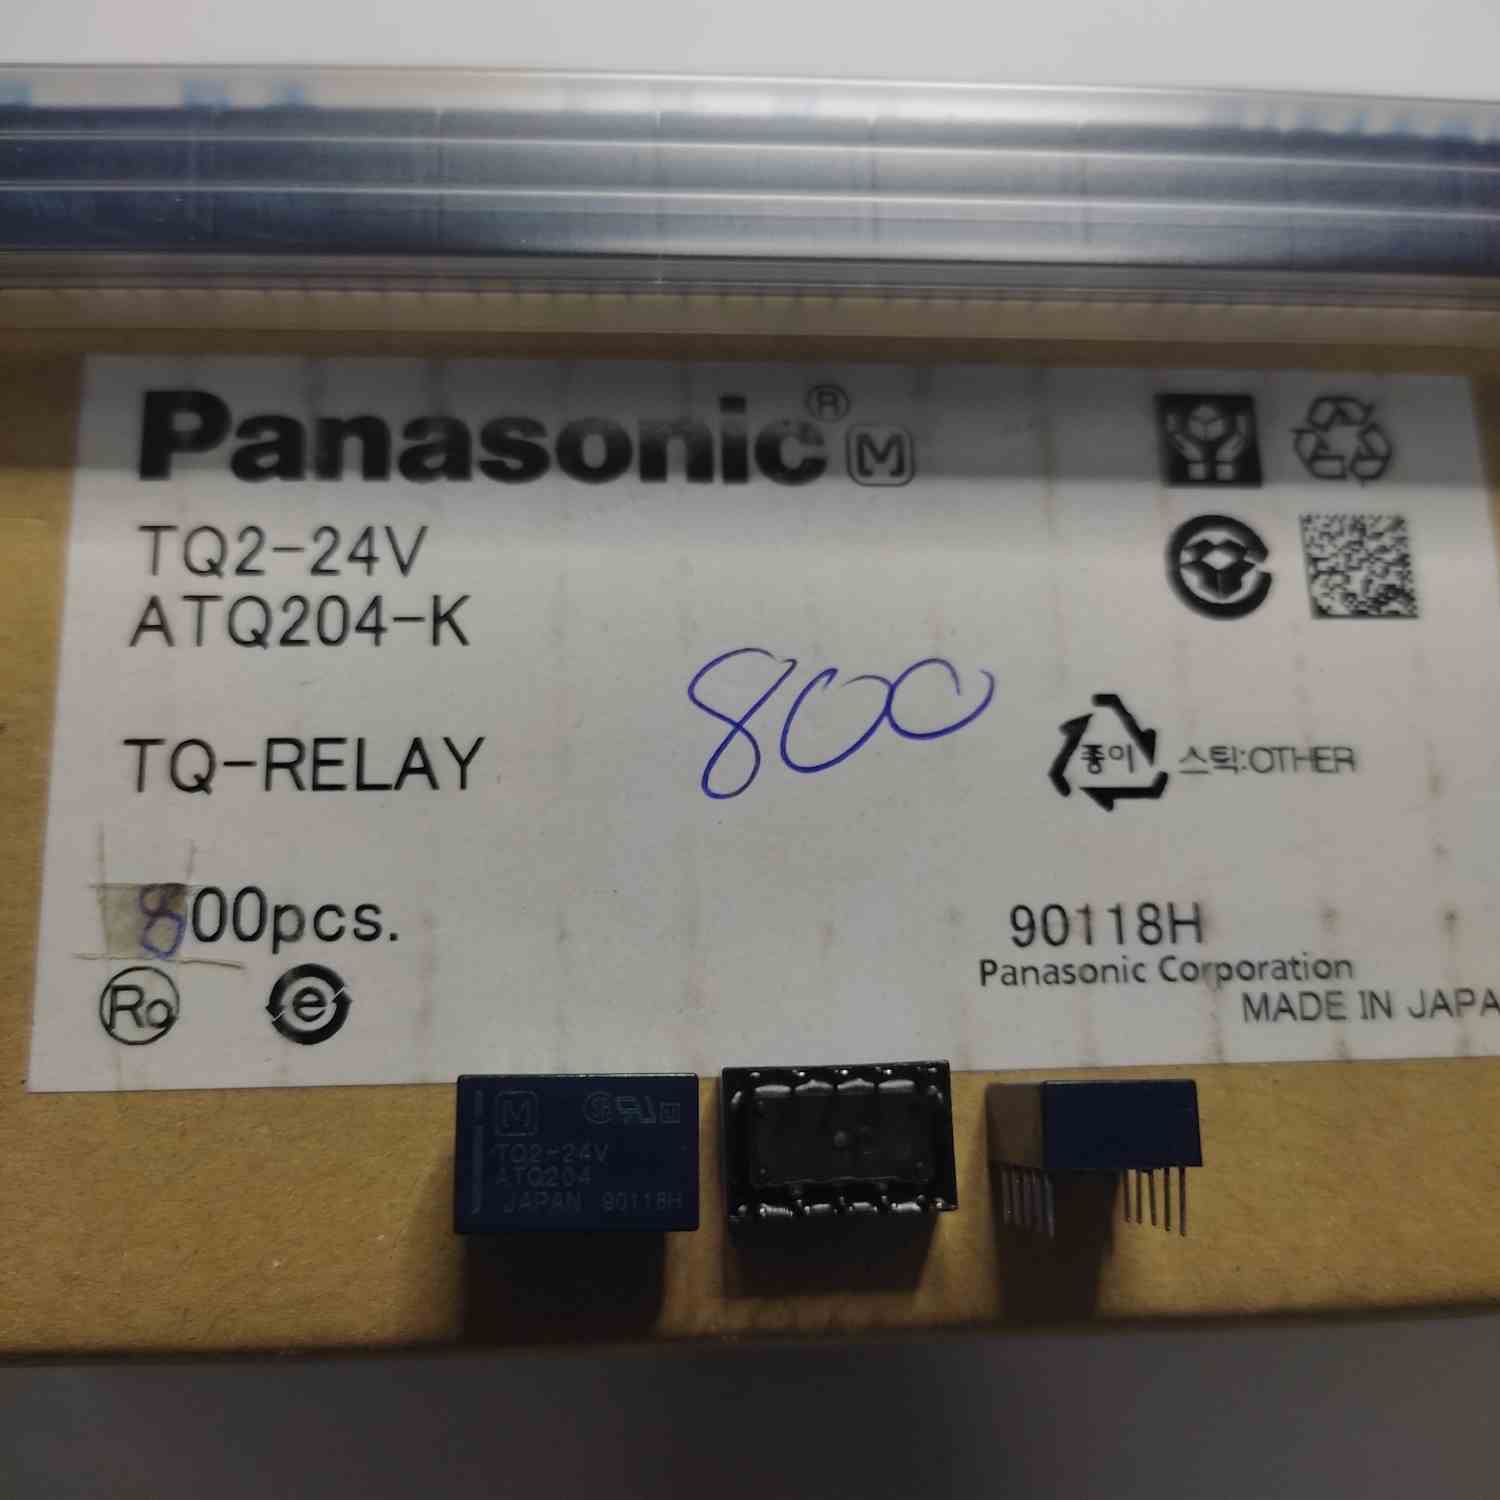 Panasonic® M
TQ2-24V
ATQ204-K
800
TQ-RELAY
종이 스틱:OTHER
800pcs.
90118H
Panasonic Corporation
MADE IN JAPA
Ro
e
M
TQ2-24V
ATQ204
JAPAN 90118H